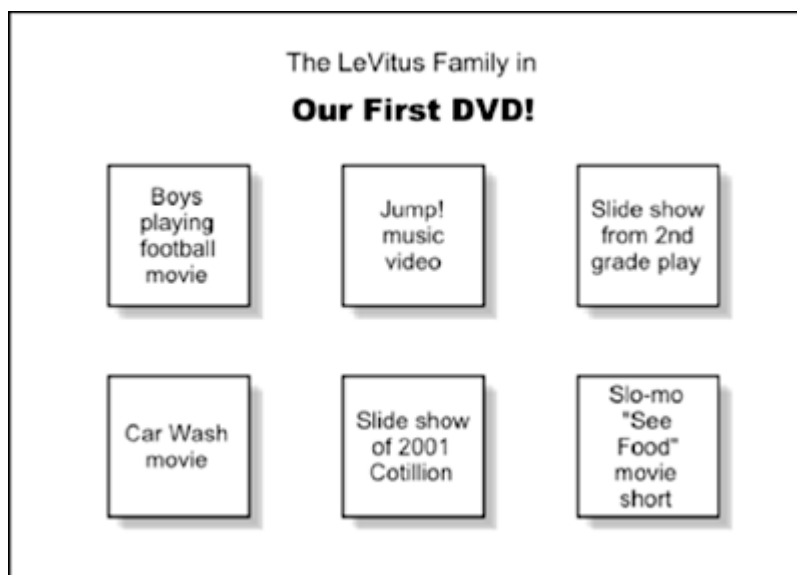 The LeVitus Family in
Our First DVD!
Boys
playing
football
movie
Jump!
music
video
Slide show
from 2nd
grade play
Car Wash
movie
Slide show
of 2001
Cotillion
Slo-mo
"See
Food"
movie
short